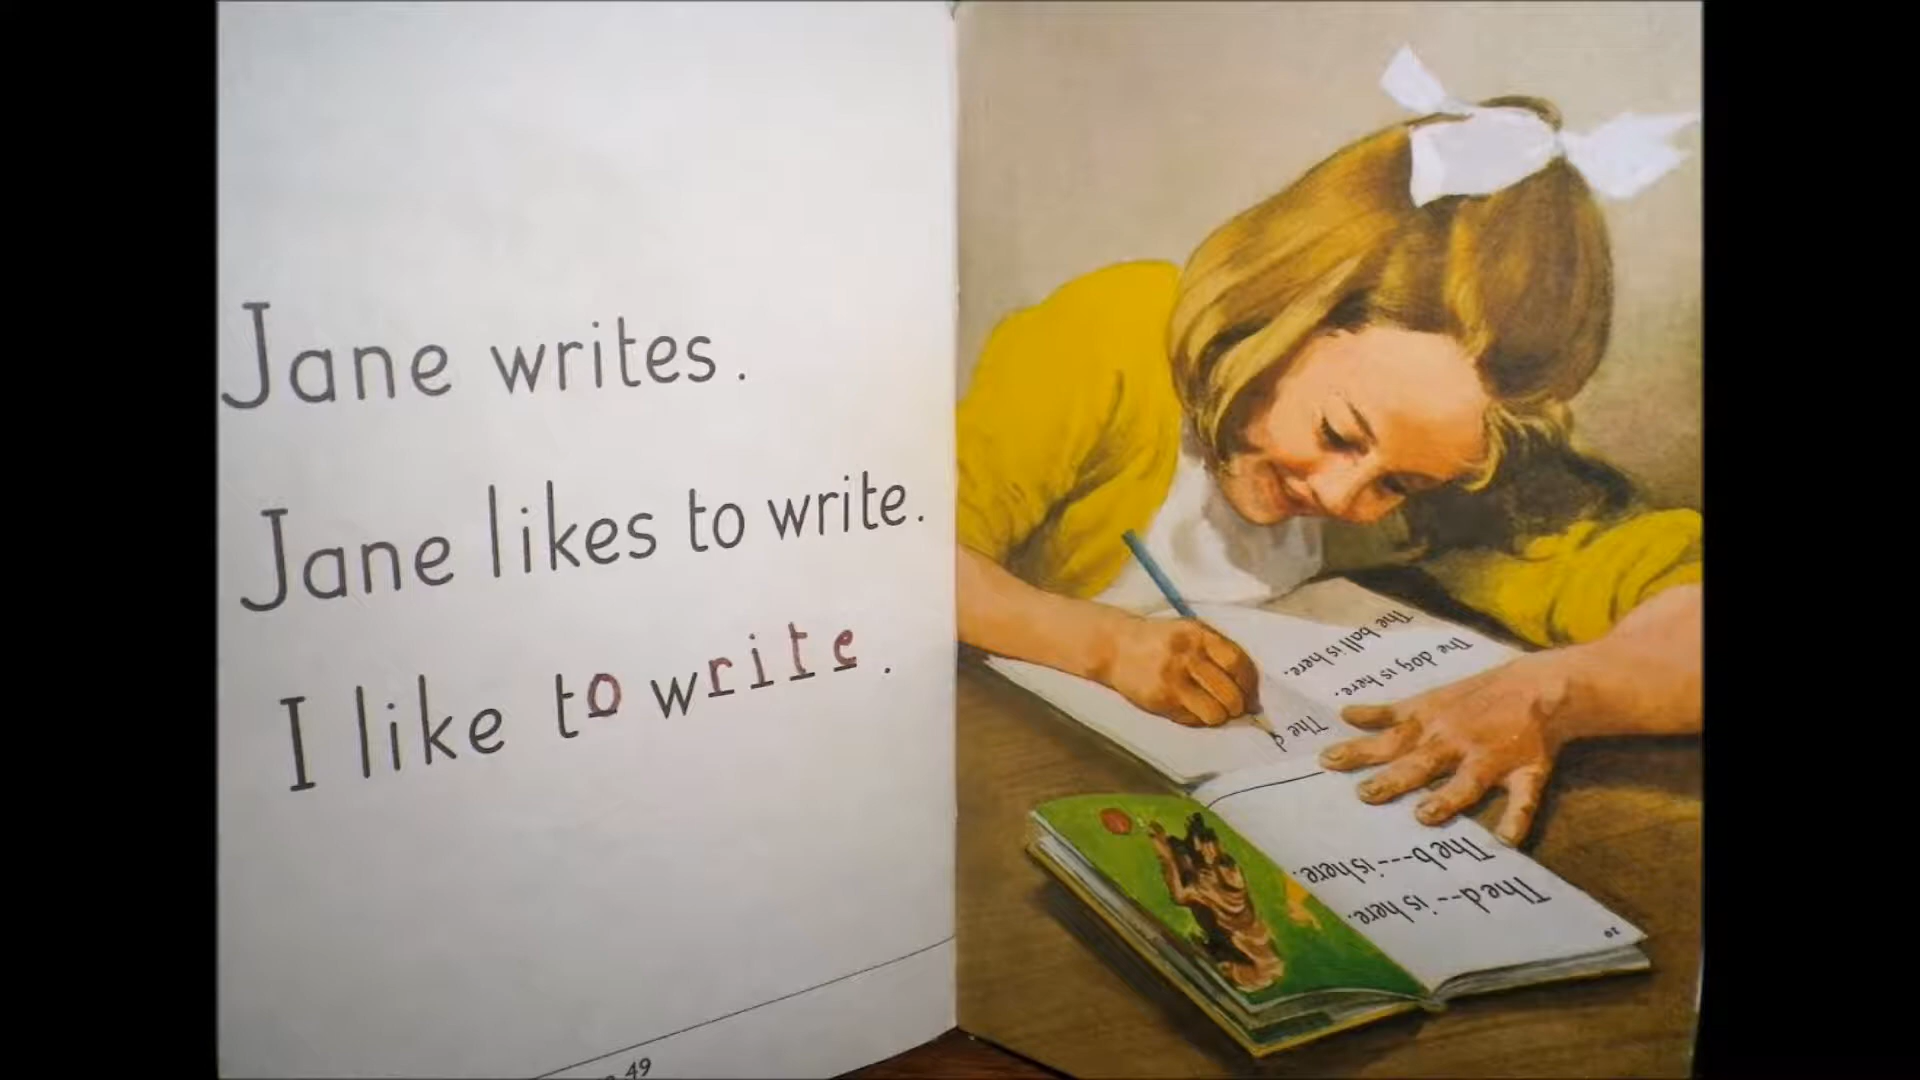 Jane writes.
Jane likes to write.
I like to write.
49
The ball is here.
The dog is here.
The d
The b--- is here.
The d-- is here.
20